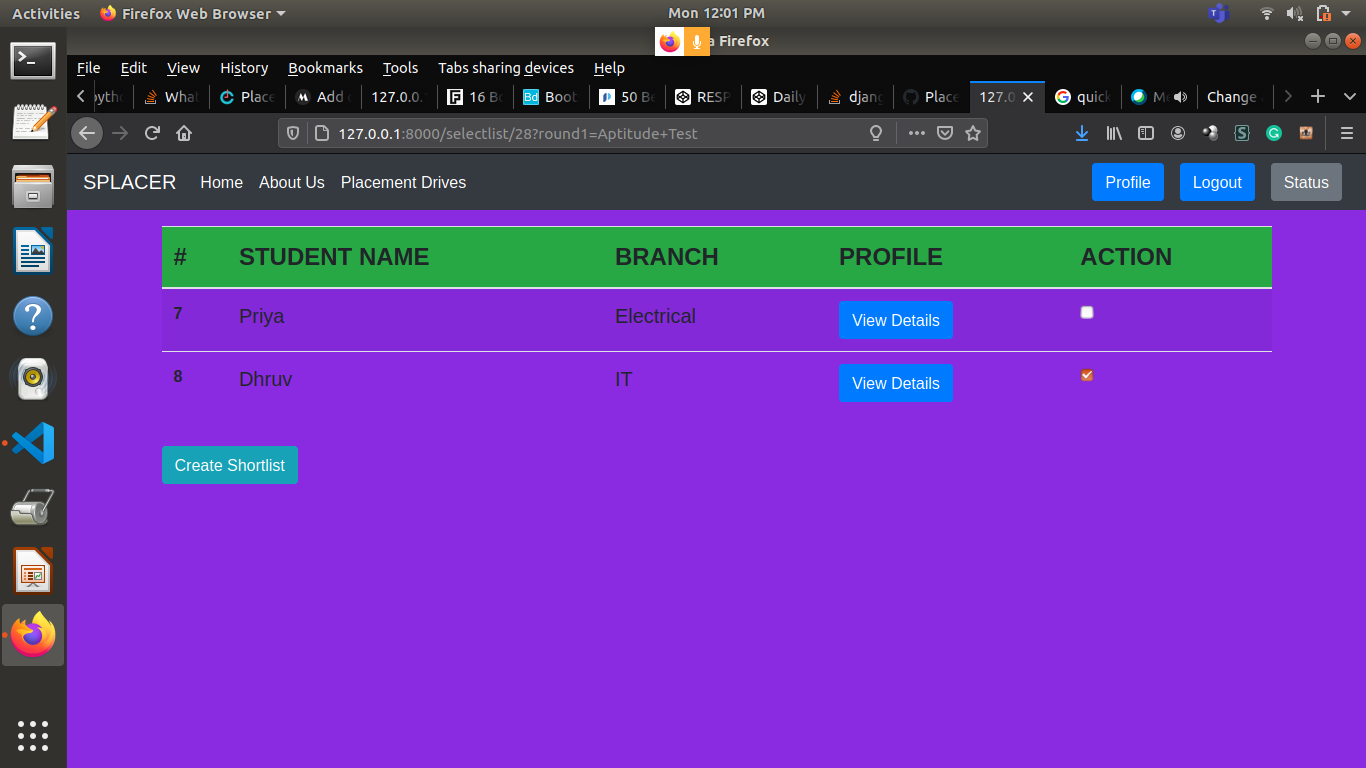 Activities Firefox Web Browser Mon 12:01 PM
a Firefox
File Edit View History Bookmarks Tools Tabs sharing devices Help
What Place Add 127.0.0. 16 B Boot 50 Be RESP Daily djang Place 127.0 quick Me Change
127.0.0.1:8000/selectlist/28?round1=Aptitude+Test
SPLACER Home About Us Placement Drives Profile Logout Status
# STUDENT NAME BRANCH PROFILE ACTION
7 Priya Electrical View Details
8 Dhruv IT View Details
Create Shortlist